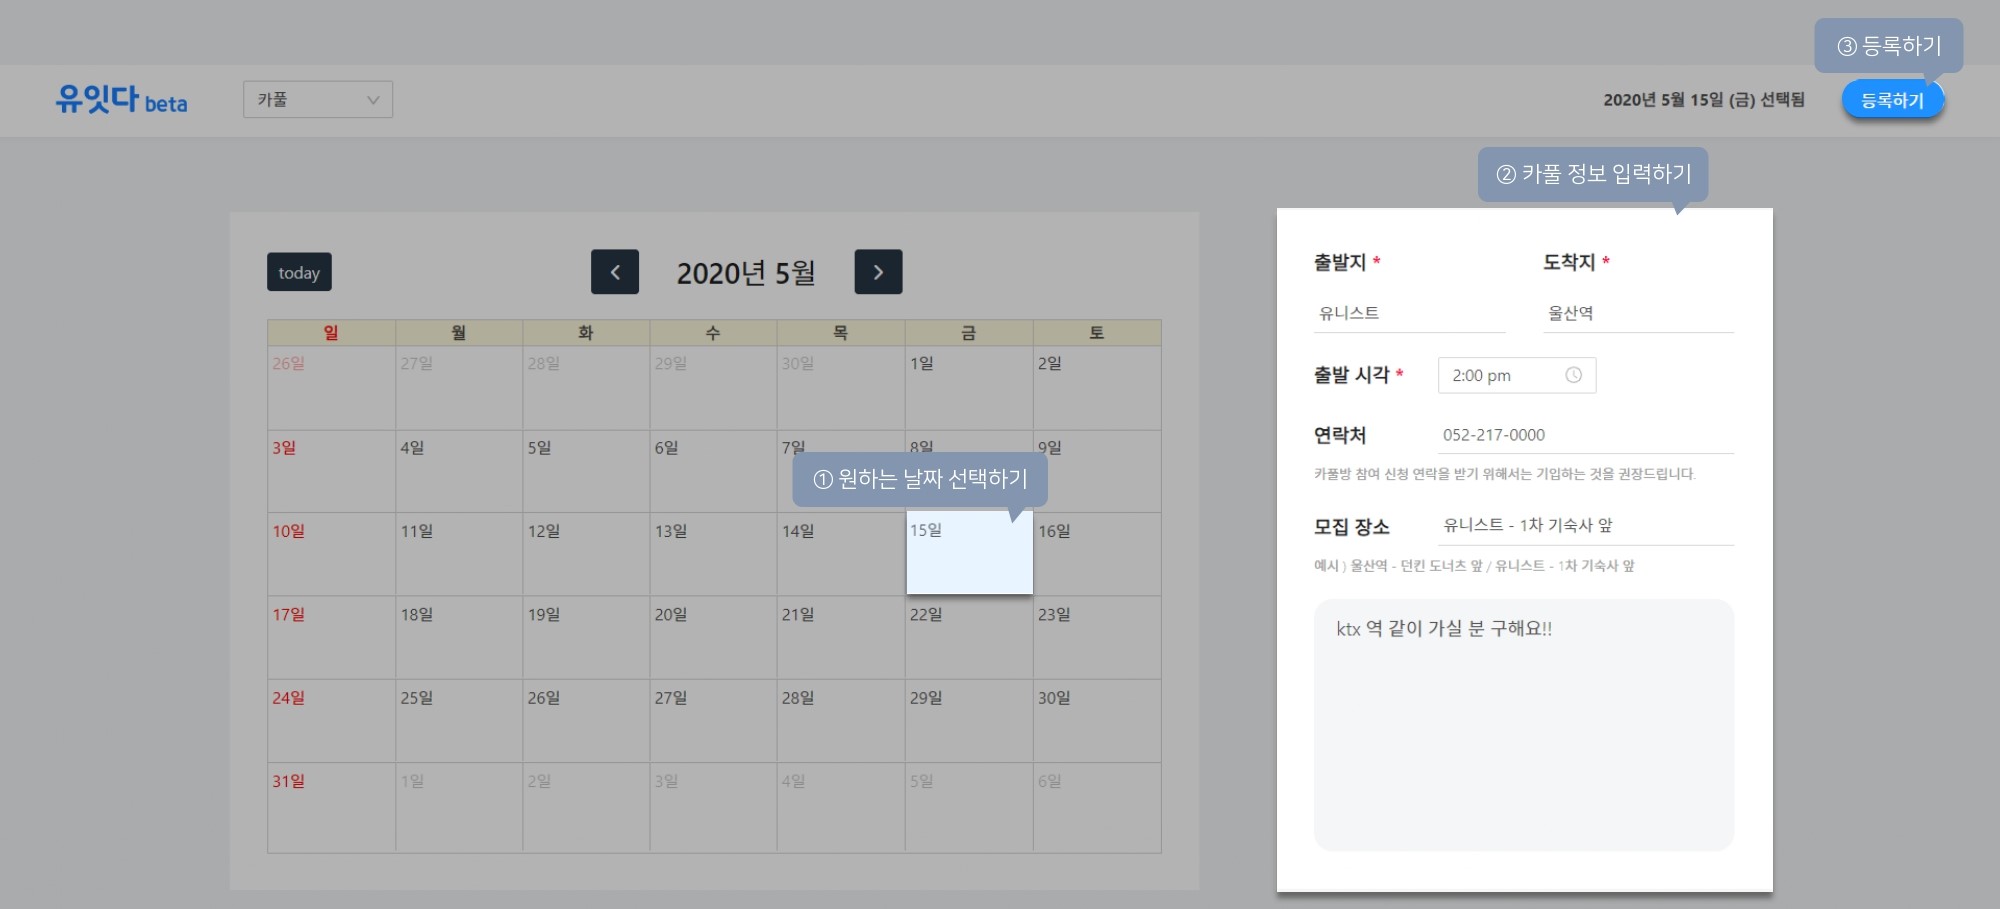 ③ 등록하기
유잇다 beta
카풀
2020년 5월 15일 (금) 선택됨
등록하기
② 카풀 정보 입력하기
today
2020년 5월
일 월 화 수 목 금 토
26일 27일 28일 29일 30일 1일 2일
3일 4일 5일 6일 7일 8일 9일
① 원하는 날짜 선택하기
10일 11일 12일 13일 14일 15일 16일
17일 18일 19일 20일 21일 22일 23일
24일 25일 26일 27일 28일 29일 30일
31일 1일 2일 3일 4일 5일 6일
출발지 * 도착지 *
유니스트 울산역
출발 시각 * 2:00 pm
연락처 052-217-0000
카풀방 참여 신청 연락을 받기 위해서는 기입하는 것을 권장드립니다.
모집 장소 유니스트 - 1차 기숙사 앞
예시 ) 울산역 - 던킨 도너츠 앞 / 유니스트 - 1차 기숙사 앞
ktx 역 같이 가실 분 구해요!!